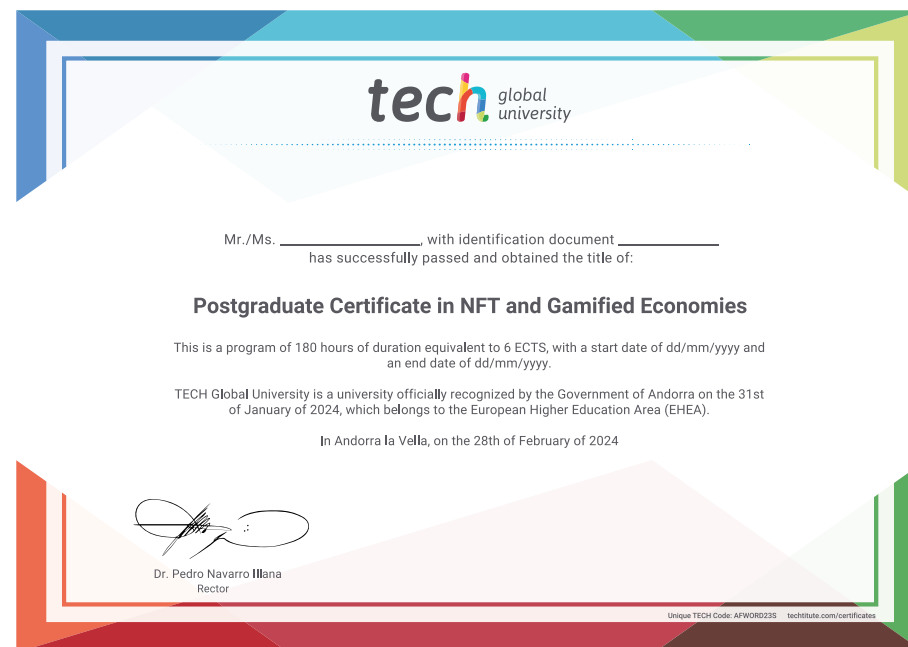 tech global
university
Mr./Ms. ____________________, with identification document ______________
has successfully passed and obtained the title of:
Postgraduate Certificate in NFT and Gamified Economies
This is a program of 180 hours of duration equivalent to 6 ECTS, with a start date of dd/mm/yyyy and
an end date of dd/mm/yyyy.
TECH Global University is a university officially recognized by the Government of Andorra on the 31st
of January of 2024, which belongs to the European Higher Education Area (EHEA).
In Andorra la Vella, on the 28th of February of 2024
Dr. Pedro Navarro Illana
Rector
Unique TECH Code: AFWORD23S techtitute.com/certificates